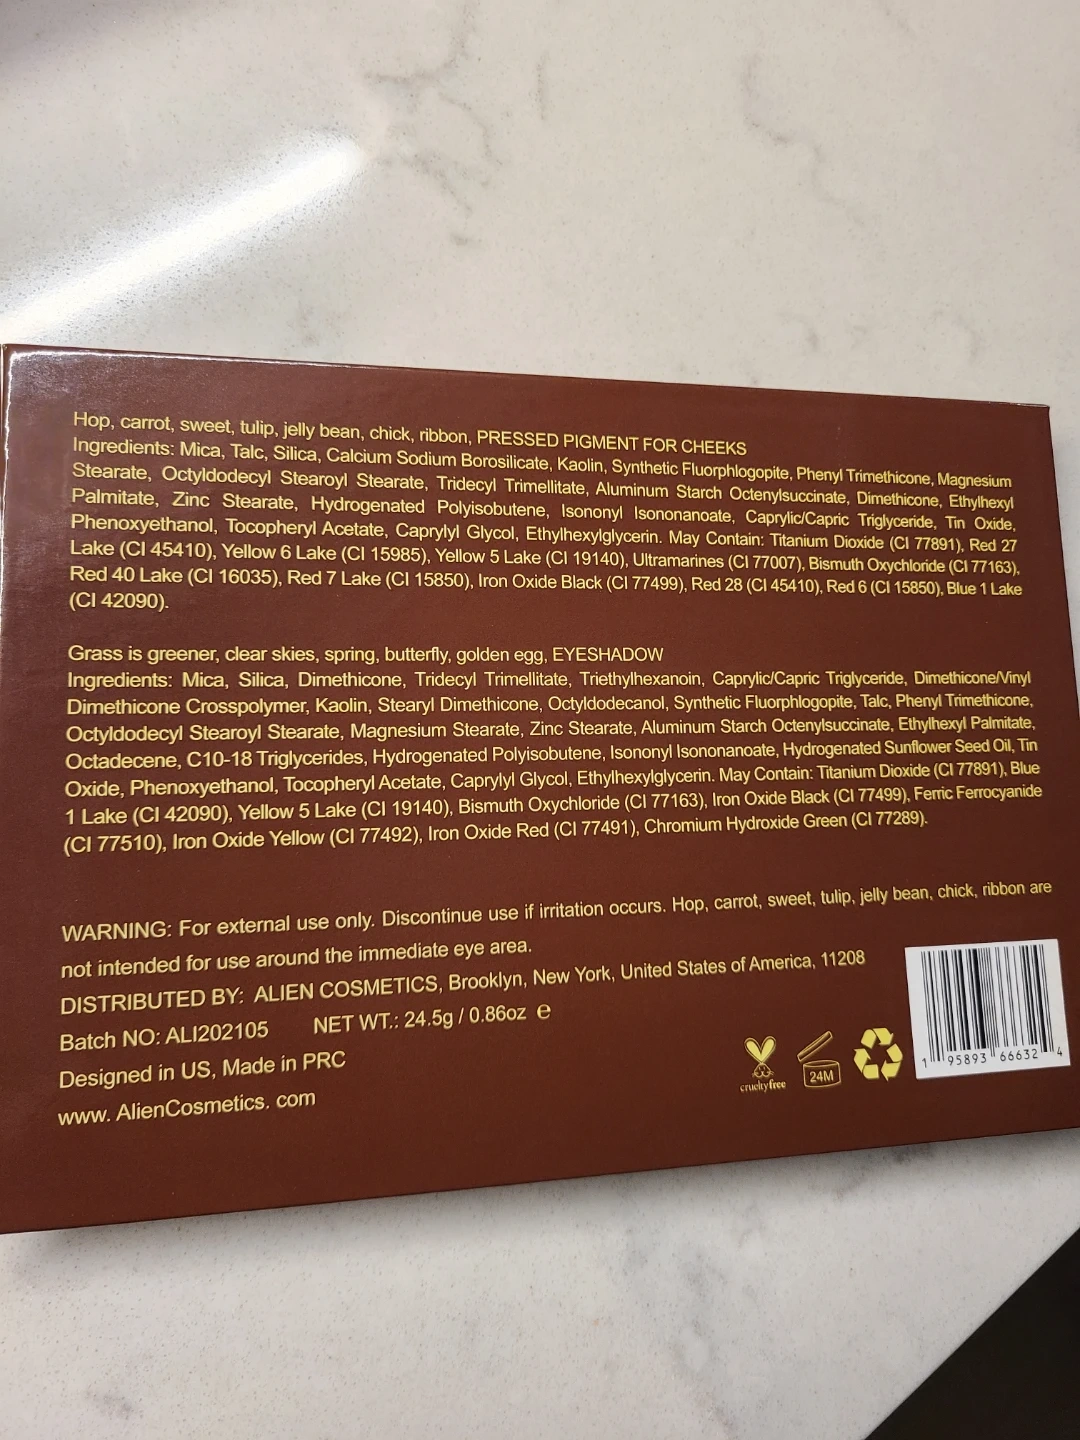 Hop, carrot, sweet, tulip, jelly bean, chick, ribbon, PRESSED PIGMENT FOR CHEEKS
Ingredients: Mica, Talc, Silica, Calcium Sodium Borosilicate, Kaolin, Synthetic Fluorphlogopite, Phenyl Trimethicone, Magnesium
Stearate, Octyldodecyl Stearoyl Stearate, Tridecyl Trimellitate, Aluminum Starch Octenylsuccinate, Dimethicone, Ethylhexyl
Palmitate, Zinc Stearate, Hydrogenated Polyisobutene, Isononyl Isononanoate, Caprylic/Capric Triglyceride, Tin Oxide,
Phenoxyethanol, Tocopheryl Acetate, Caprylyl Glycol, Ethylhexylglycerin. May Contain: Titanium Dioxide (CI 77891), Red 27
Lake (CI 45410), Yellow 6 Lake (CI 15985), Yellow 5 Lake (CI 19140), Ultramarines (CI 77007), Bismuth Oxychloride (CI 77163),
Red 40 Lake (CI 16035), Red 7 Lake (CI 15850), Iron Oxide Black (CI 77499), Red 28 (CI 45410), Red 6 (CI 15850), Blue 1 Lake
(CI 42090).
Grass is greener, clear skies, spring, butterfly, golden egg, EYESHADOW
Ingredients: Mica, Silica, Dimethicone, Tridecyl Trimellitate, Triethylhexanoin, Caprylic/Capric Triglyceride, Dimethicone/Vinyl
Dimethicone Crosspolymer, Kaolin, Stearyl Dimethicone, Octyldodecanol, Synthetic Fluorphlogopite, Talc, Phenyl Trimethicone,
Octyldodecyl Stearoyl Stearate, Magnesium Stearate, Zinc Stearate, Aluminum Starch Octenylsuccinate, Ethylhexyl Palmitate,
Octadecene, C10-18 Triglycerides, Hydrogenated Polyisobutene, Isononyl Isononanoate, Hydrogenated Sunflower Seed Oil, Tin
Oxide, Phenoxyethanol, Tocopheryl Acetate, Caprylyl Glycol, Ethylhexylglycerin. May Contain: Titanium Dioxide (CI 77891), Blue
1 Lake (CI 42090), Yellow 5 Lake (CI 19140), Bismuth Oxychloride (CI 77163), Iron Oxide Black (CI 77499), Ferric Ferrocyanide
(CI 77510), Iron Oxide Yellow (CI 77492), Iron Oxide Red (CI 77491), Chromium Hydroxide Green (CI 77289).
WARNING: For external use only. Discontinue use if irritation occurs. Hop, carrot, sweet, tulip, jelly bean, chick, ribbon are
not intended for use around the immediate eye area.
DISTRIBUTED BY: ALIEN COSMETICS, Brooklyn, New York, United States of America, 11208
Batch NO: ALI202105 NET WT.: 24.5g / 0.86oz e
Designed in US, Made in PRC
www. AlienCosmetics. com
crueltyfree
24M
1 95893 66632 4